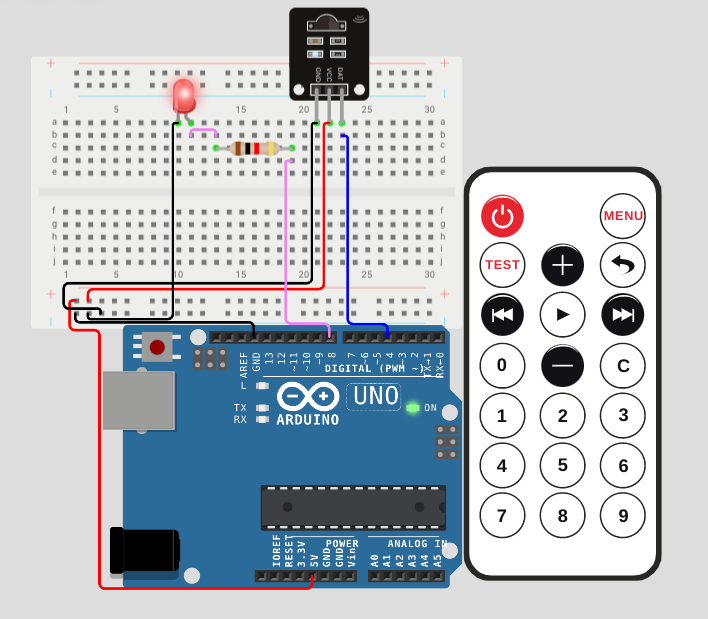 GND VCC DAT
+ +
- -
1 5 10 15 20 25 30
a a
b b
c c
d d
e e
f f
g g
h h
i i
j j
1 5 10 15 20 25 30
- -
+ +
AREF GND 13 12 ~11 ~10 ~9 8 7 ~6 ~5 4 ~3 2 TX→1 RX←0
DIGITAL (PWM ~)
L
TX
RX
UNO
ON
ARDUINO
POWER
ANALOG IN
IOREF RESET 3.3V 5V GND GND Vin A0 A1 A2 A3 A4 A5
MENU
TEST
0 C
1 2 3
4 5 6
7 8 9